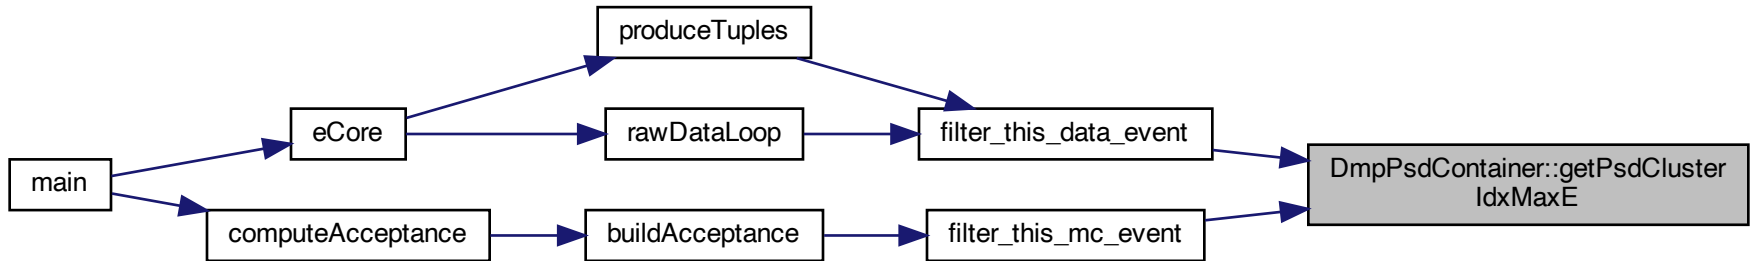 produceTuples
eCore
rawDataLoop
filter_this_data_event
main
DmpPsdContainer::getPsdCluster
IdxMaxE
computeAcceptance
buildAcceptance
filter_this_mc_event